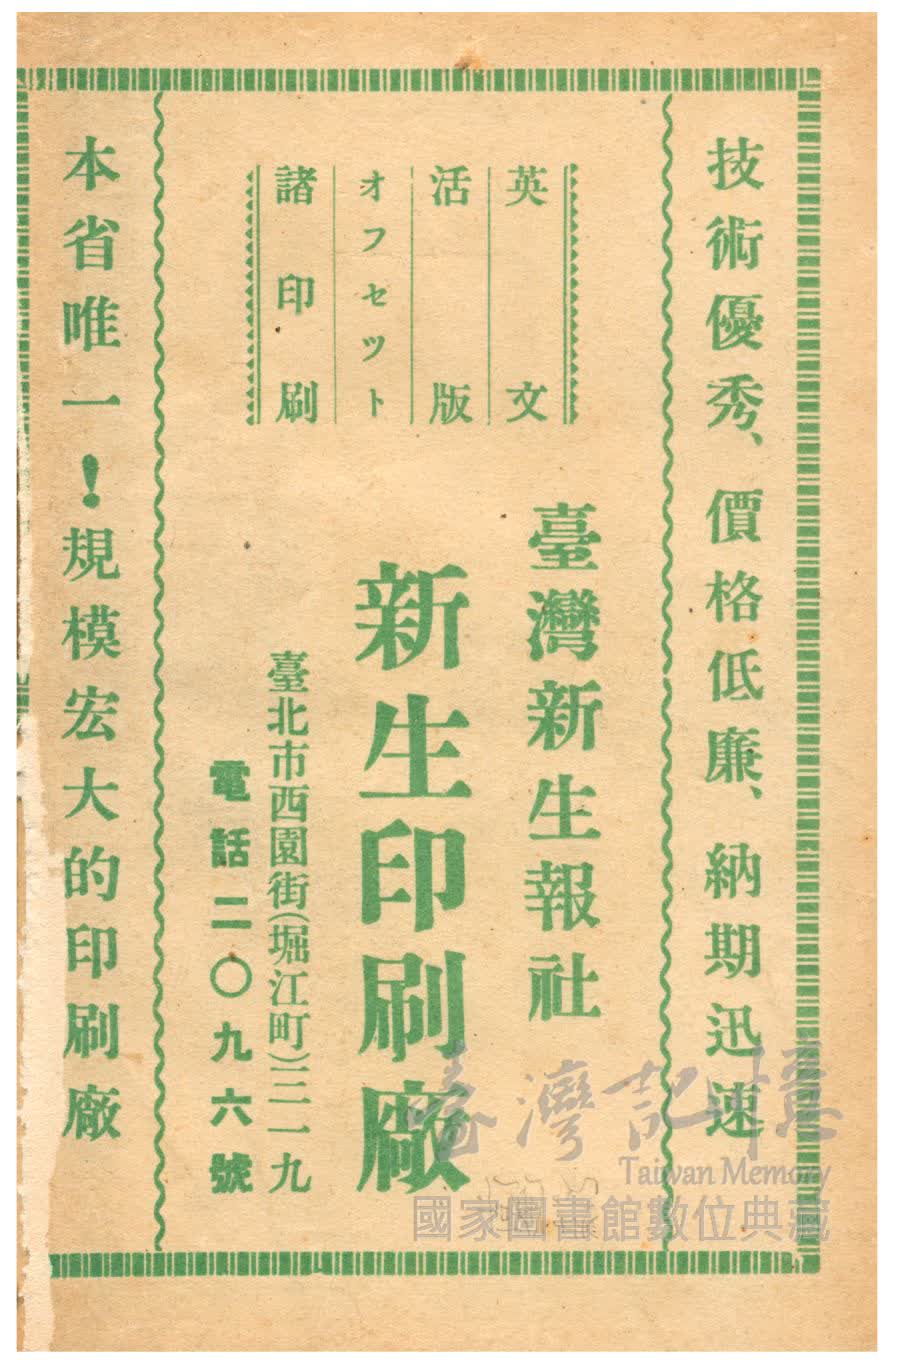 技術優秀、價格低廉、納期迅速
英文
活版
オフセット
諸印刷
臺灣新生報社
新生印刷廠
臺北市西園街(堀江町)三一九
電話二〇九六號
本省唯一!規模宏大的印刷廠
臺灣記憶
Taiwan Memory
國家圖書館數位典藏